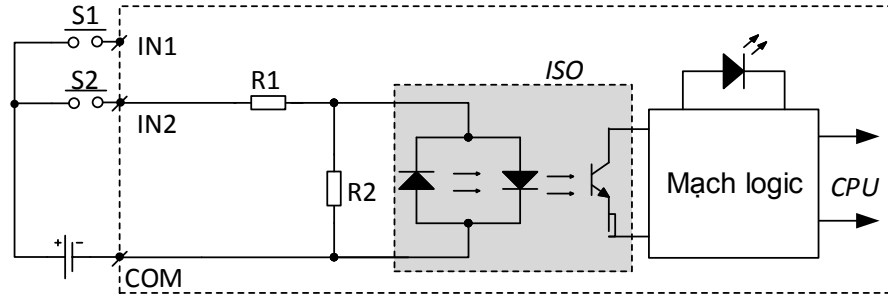 S1
IN1
S2
IN2
R1
R2
ISO
Mạch logic
CPU
+ -
COM